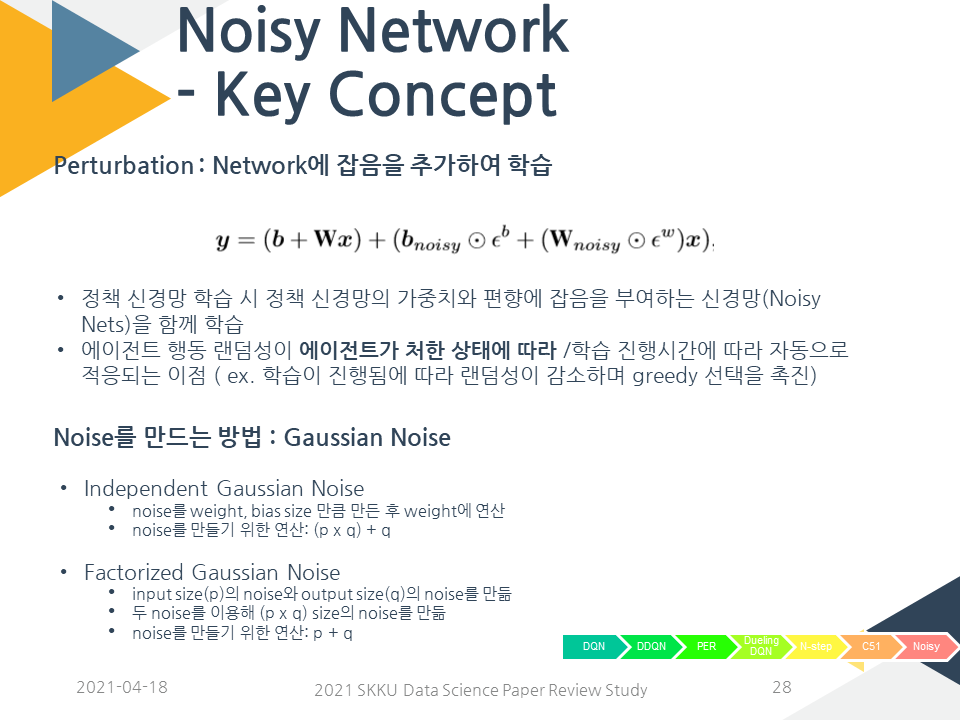 Noisy Network
- Key Concept
Perturbation : Network에 잡음을 추가하여 학습
y = (b + Wx) + (b_noisy ⊙ ϵ^b + (W_noisy ⊙ ϵ^w)x).
• 정책 신경망 학습 시 정책 신경망의 가중치와 편향에 잡음을 부여하는 신경망(Noisy
Nets)을 함께 학습
• 에이전트 행동 랜덤성이 에이전트가 처한 상태에 따라 /학습 진행시간에 따라 자동으로
적응되는 이점 ( ex. 학습이 진행됨에 따라 랜덤성이 감소하며 greedy 선택을 촉진)
Noise를 만드는 방법 : Gaussian Noise
• Independent Gaussian Noise
• noise를 weight, bias size 만큼 만든 후 weight에 연산
• noise를 만들기 위한 연산: (p x q) + q
• Factorized Gaussian Noise
• input size(p)의 noise와 output size(q)의 noise를 만듦
• 두 noise를 이용해 (p x q) size의 noise를 만듦
• noise를 만들기 위한 연산: p + q
DQN
DDQN
PER
Dueling
DQN
N-step
C51
Noisy
2021-04-18
2021 SKKU Data Science Paper Review Study
28